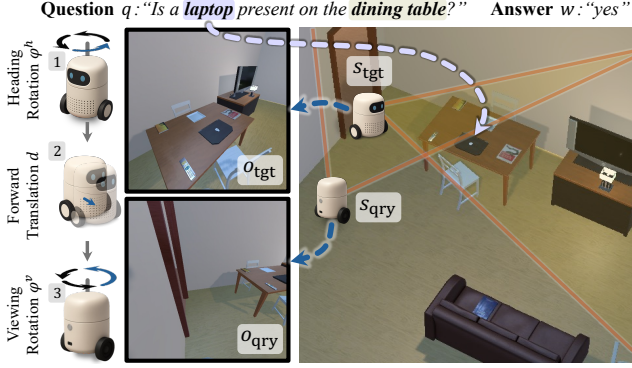 Question q:“Is a laptop present on the dining table?” Answer w:“yes”
Heading
Rotation φʰ
1
Forward
Translation d
2
Viewing
Rotation φᵛ
3
o_tgt
o_qry
s_tgt
s_qry